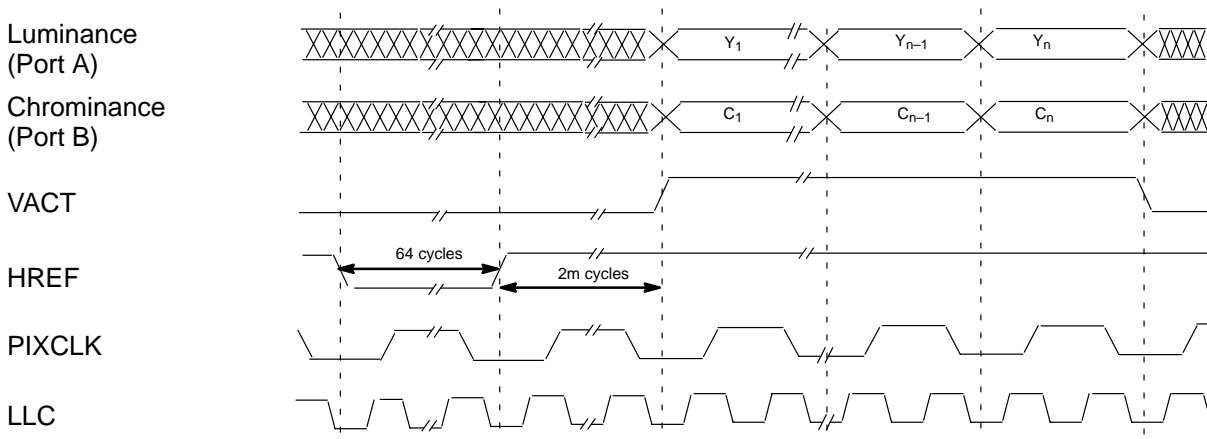 Luminance
(Port A)
Y1 Yn–1 Yn
Chrominance
(Port B)
C1 Cn–1 Cn
VACT
HREF
64 cycles
2m cycles
PIXCLK
LLC